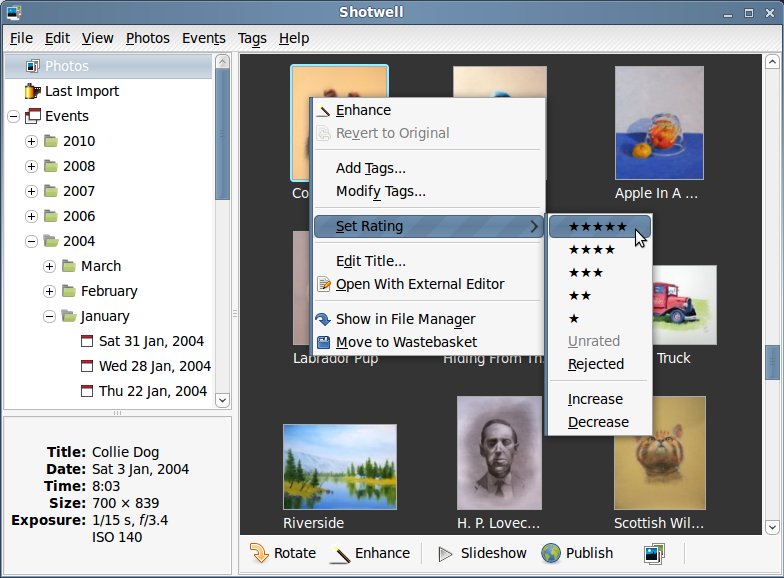 Shotwell
File Edit View Photos Events Tags Help
Photos
Last Import
Events
2010
2008
2007
2006
2004
March
February
January
Sat 31 Jan, 2004
Wed 28 Jan, 2004
Thu 22 Jan, 2004
Title: Collie Dog
Date: Sat 3 Jan, 2004
Time: 8:03
Size: 700 × 839
Exposure: 1/15 s, f/3.4
ISO 140
Apple In A ...
Labrador Pup
Truck
Riverside
H. P. Lovec...
Scottish Wil...
Enhance
Revert to Original
Add Tags...
Modify Tags...
Set Rating
Edit Title...
Open With External Editor
Show in File Manager
Move to Wastebasket
★★★★★
★★★★
★★★
★★
★
Unrated
Rejected
Increase
Decrease
Rotate Enhance Slideshow Publish